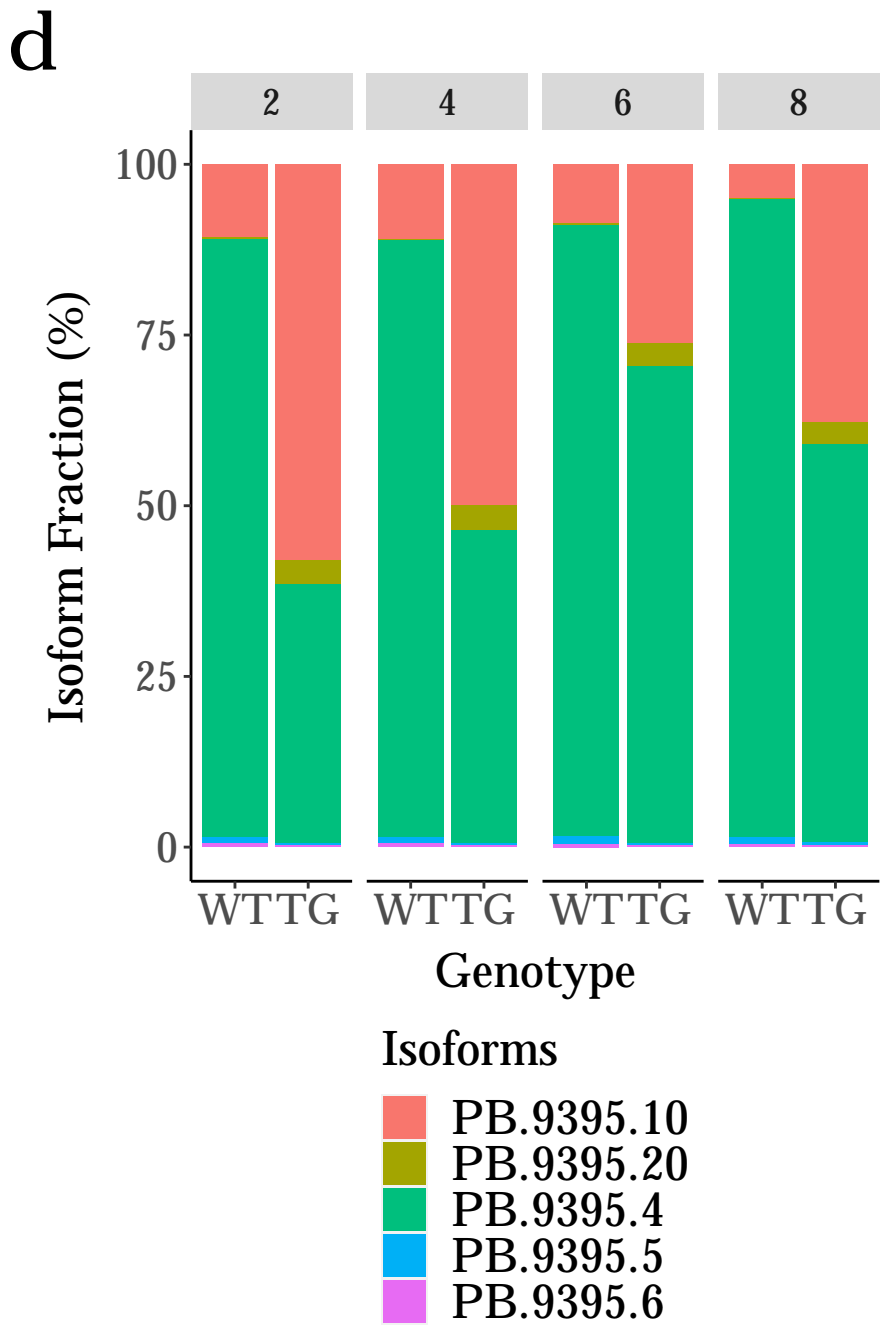 d
2 4 6 8
100
75
50
25
0
Isoform Fraction (%)
WT TG WT TG WT TG WT TG
Genotype
Isoforms
PB.9395.10
PB.9395.20
PB.9395.4
PB.9395.5
PB.9395.6